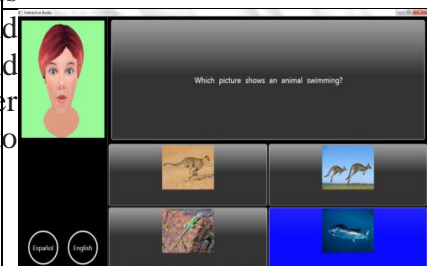 Interactive Books
Which picture shows an animal swimming?
Español
English